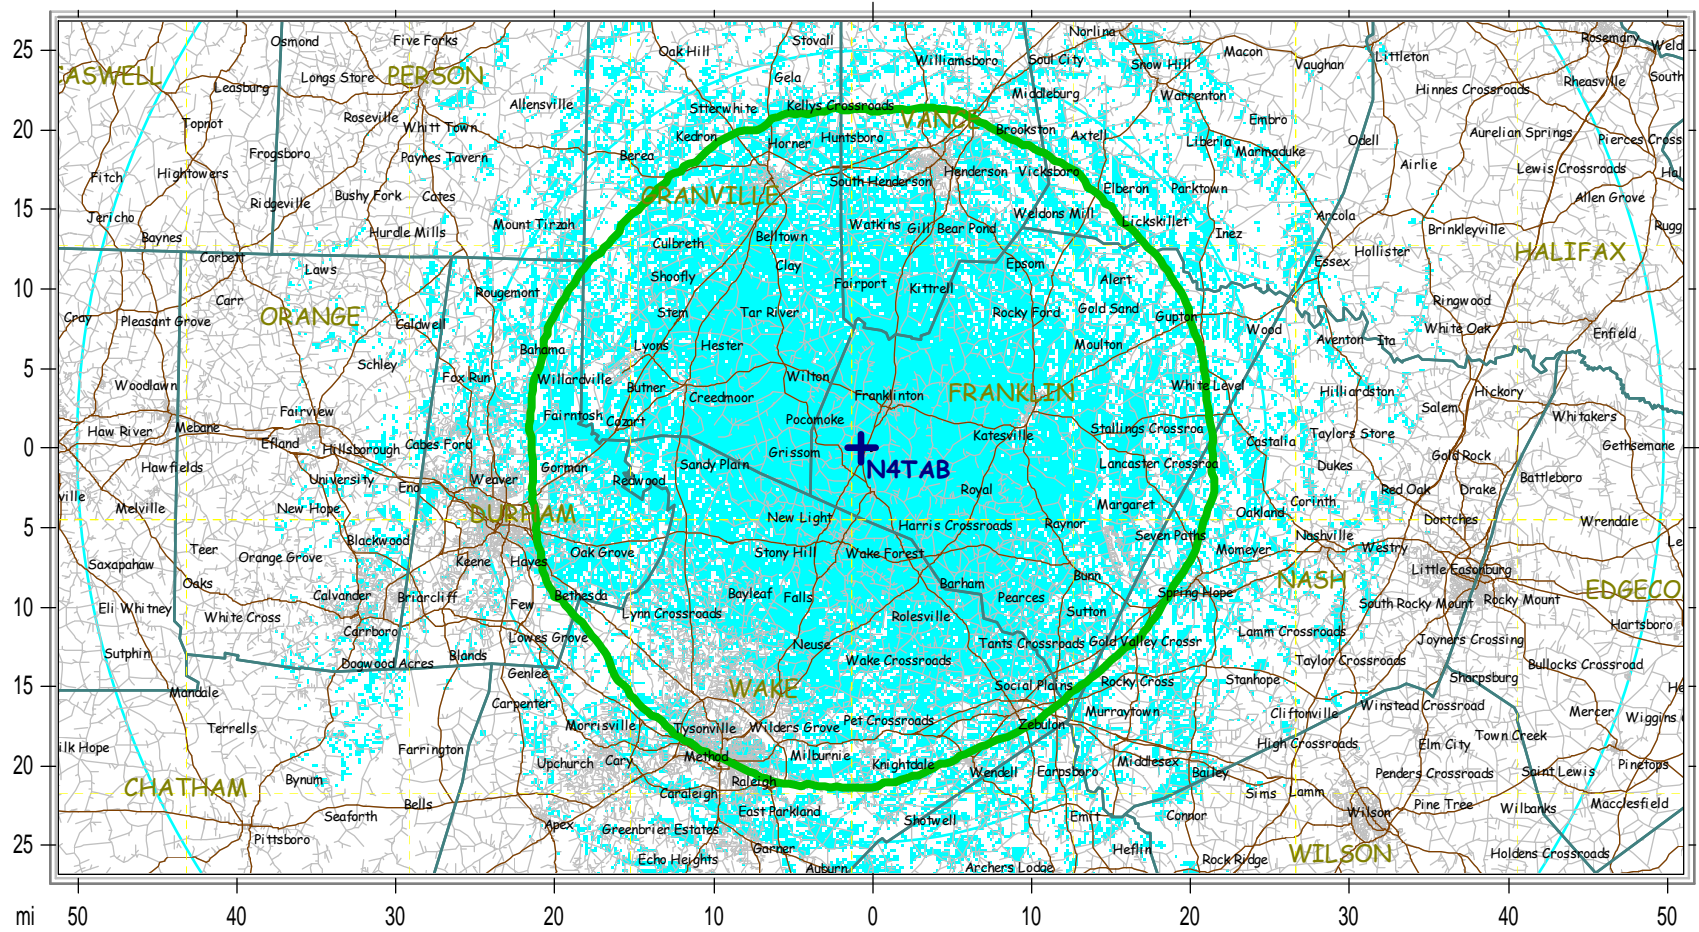 Osmond
Five Forks
Oak Hill
Stovall
Norlina
Rosemary
Weld
25
CASWELL
Longs Store
PERSON
Gela
Williamsboro
Soul City
Snow Hill
Macon
Vaughan
Littleton
Rheasville
South
Leasburg
Allensville
Stterwhite
Kellys Crossroads
Middleburg
Warrenton
Hinnes Crossroads
20
Topnot
Roseville
Whitt Town
Kedron
Horner
Huntsboro
VANCE
Brookston
Axtell
Liberia
Embro
Marmaduke
Odell
Aurelian Springs
Pierces Cross
Frogsboro
Paynes Tavern
Berea
Airlie
Lewis Crossroads
Fitch
Hightowers
Bushy Fork
Cates
GRANVILLE
South Henderson
Henderson
Vicksboro
Elberon
Parktown
Hal
Allen Grove
15
Jericho
Ridgeville
Hurdle Mills
Mount Tirzah
Watkins
Gill
Bear Pond
Weldons Mill
Lickskillet
Inez
Arcola
Brinkleyville
Rugg
Baynes
Culbreth
Belltown
Hollister
HALIFAX
Corbett
Laws
Shoofly
Clay
Epsom
Alert
Essex
10
Carr
Rougemont
Fairport
Kittrell
Ringwood
Cray
Pleasant Grove
ORANGE
Caldwell
Stem
Tar River
Rocky Ford
Gold Sand
Gupton
Wood
White Oak
Enfield
Bahama
Lyons
Hester
Moulton
Aventon
Ita
5
Schley
Woodlawn
Fox Run
Willardville
Butner
Wilton
White Level
Hilliardston
Hickory
Creedmoor
Franklinton
FRANKLIN
Fairview
Fairntosh
Cozart
Pocomoke
Salem
Whitakers
0
Haw River
Mebane
Efland
Hillsborough
Cabes Ford
Katesville
Stallings Crossroa
Castalia
Taylors Store
Gethsemane
Hawfields
Gorman
Sandy Plain
Grissom
N4TAB
Lancaster Crossroa
Dukes
Gold Rock
University
Weaver
Redwood
Battleboro
ville
Eno
Royal
Red Oak
Drake
Melville
New Hope
DURHAM
New Light
Harris Crossroads
Raynor
Margaret
Oakland
Corinth
Dortches
Wrendale
5
Blackwood
Seven Paths
Nashville
Le
Teer
Orange Grove
Oak Grove
Stony Hill
Wake Forest
Momeyer
Westry
Saxapahaw
Keene
Hayes
Little Easonburg
Oaks
Calvander
Briarcliff
Bethesda
Bayleaf
Falls
Barham
Bunn
NASH
EDGECO
10
Eli Whitney
White Cross
Few
Lynn Crossroads
Rolesville
Pearces
Sutton
Spring Hope
South Rocky Mount
Rocky Mount
Hartsboro
Carrboro
Lowes Grove
Neuse
Tants Crossroads
Gold Valley Crossr
Lamm Crossroads
Joyners Crossing
Sutphin
Dogwood Acres
Blands
Wake Crossroads
Taylor Crossroads
Bullocks Crossroad
15
Mandale
Genlee
WAKE
Social Plains
Rocky Cross
Stanhope
Sharpsburg
He
Carpenter
Murraytown
Cliftonville
Winstead Crossroad
Mercer
Wiggins
Terrells
Morrisville
Tysonville
Wilders Grove
Pet Crossroads
Zebulon
ilk Hope
Farrington
Method
Milburnie
High Crossroads
Elm City
Town Creek
20
Bynum
Upchurch
Cary
Knightdale
Wendell
Earpsboro
Middlesex
Bailey
Penders Crossroads
Saint Lewis
Pinetops
CHATHAM
Raleigh
Bells
Caraleigh
Sims
Lamm
Pine Tree
Wilbanks
Macclesfield
Seaforth
East Parkland
Shotwell
Emit
Connor
Wilson
Pittsboro
Apex
Greenbrier Estates
25
Garner
Heflin
WILSON
Holdens Crossroads
Echo Heights
Auburn
Archers Lodge
Rock Ridge
mi
50
40
30
20
10
0
10
20
30
40
50